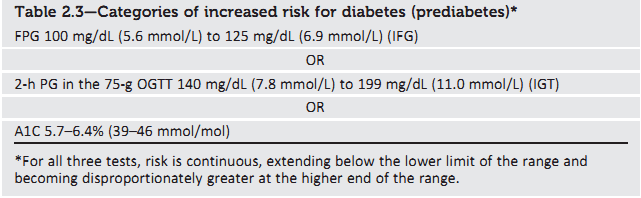 Table 2.3—Categories of increased risk for diabetes (prediabetes)*
FPG 100 mg/dL (5.6 mmol/L) to 125 mg/dL (6.9 mmol/L) (IFG)
OR
2-h PG in the 75-g OGTT 140 mg/dL (7.8 mmol/L) to 199 mg/dL (11.0 mmol/L) (IGT)
OR
A1C 5.7–6.4% (39–46 mmol/mol)
*For all three tests, risk is continuous, extending below the lower limit of the range and
becoming disproportionately greater at the higher end of the range.